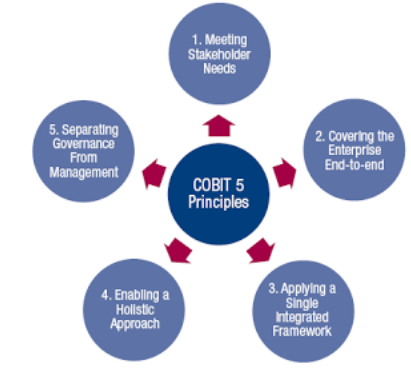 1. Meeting
Stakeholder
Needs
2. Covering the
Enterprise
End-to-end
3. Applying a
Single
Integrated
Framework
4. Enabling a
Holistic
Approach
5. Separating
Governance
From
Management
COBIT 5
Principles